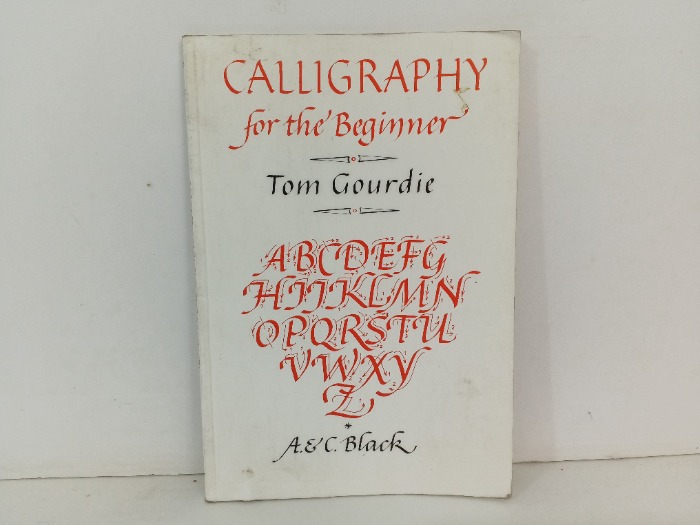 CALLIGRAPHY
for the Beginner
Tom Gourdie
ABCDEFG
HIJKLMN
OPQRSTU
VWXY
Z
A. & C. Black